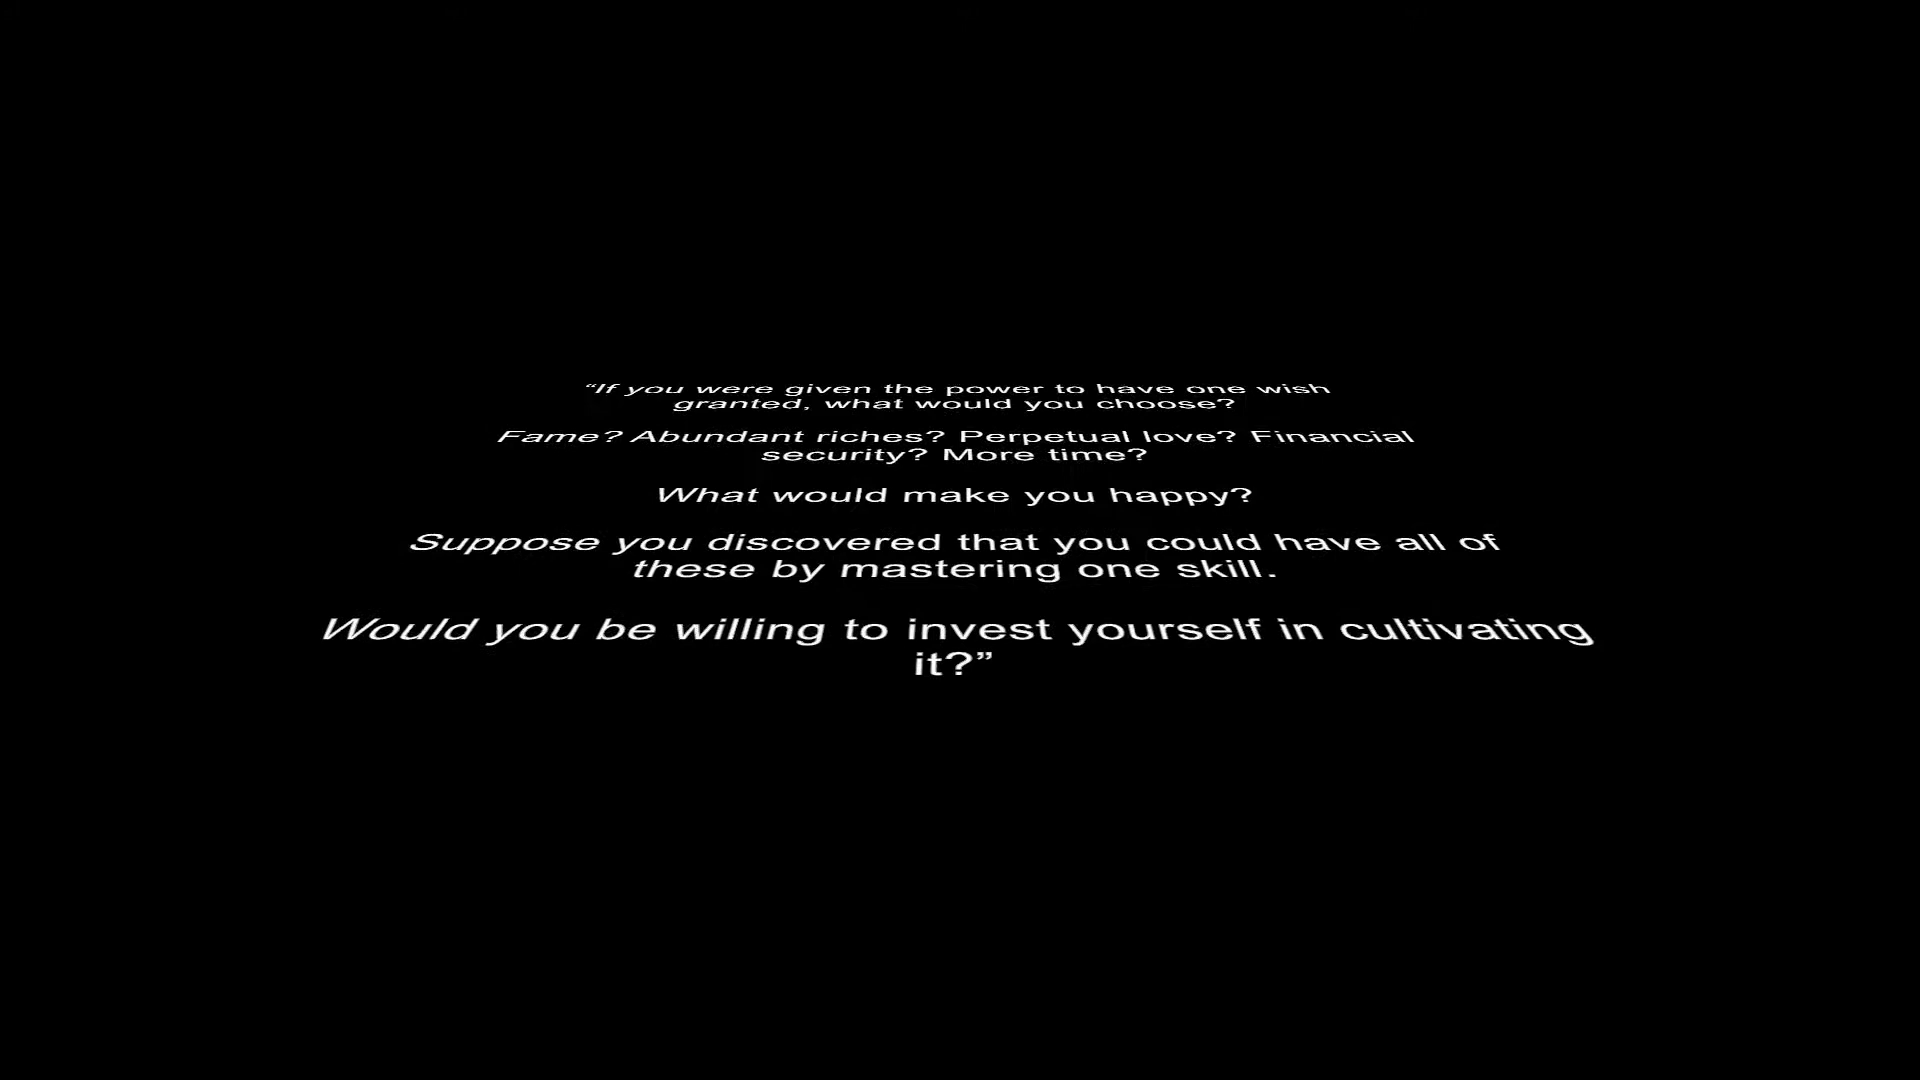 “If you were given the power to have one wish
granted, what would you choose?
Fame? Abundant riches? Perpetual love? Financial
security? More time?
What would make you happy?
Suppose you discovered that you could have all of
these by mastering one skill.
Would you be willing to invest yourself in cultivating
it?”